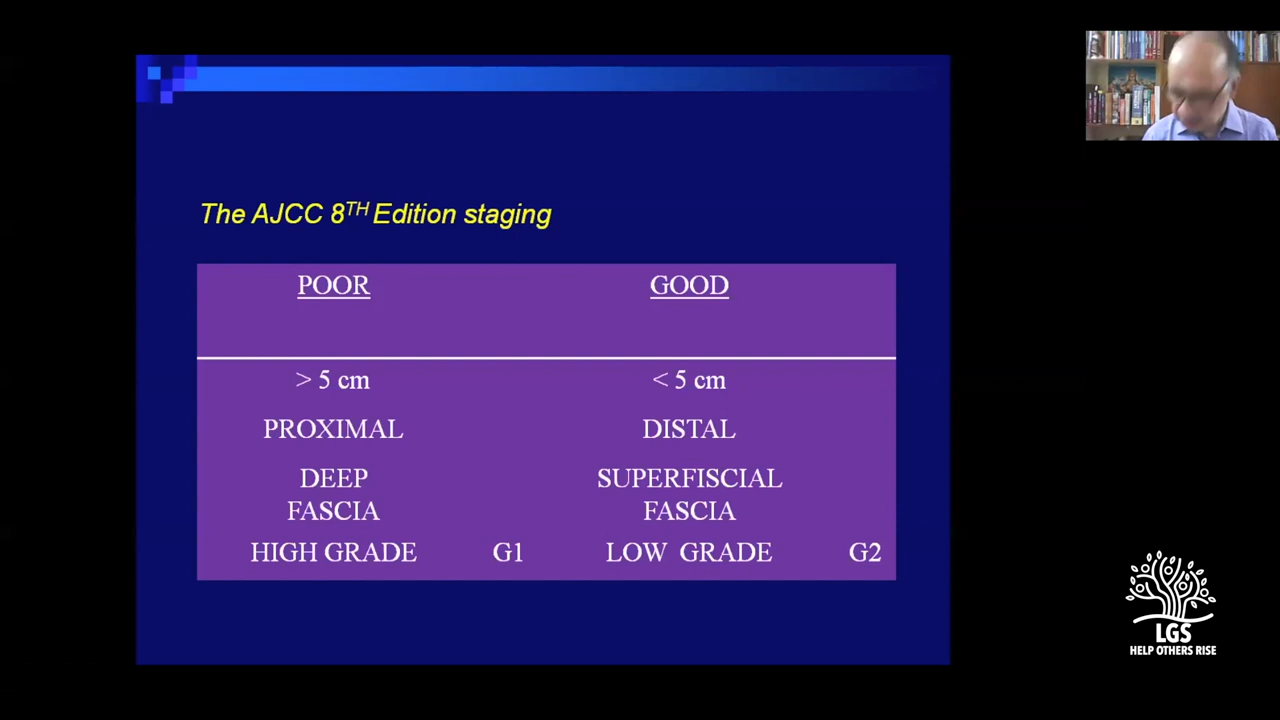 The AJCC 8TH Edition staging
POOR GOOD
> 5 cm < 5 cm
PROXIMAL DISTAL
DEEP SUPERFISCIAL
FASCIA FASCIA
HIGH GRADE G1 LOW GRADE G2
LGS
HELP OTHERS RISE